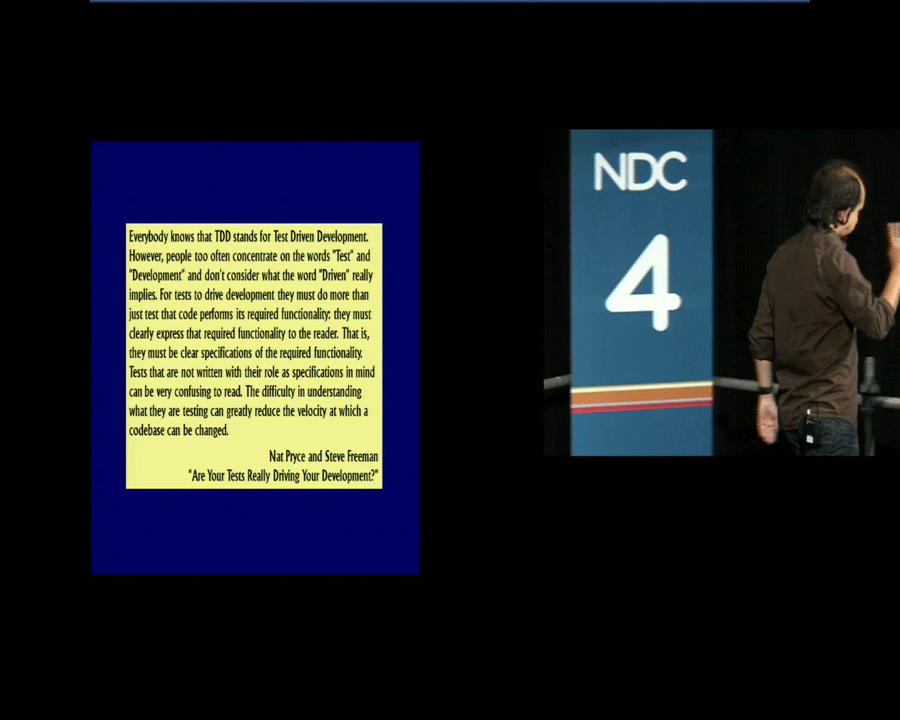 Everybody knows that TDD stands for Test Driven Development.
However, people too often concentrate on the words "Test" and
"Development" and don't consider what the word "Driven" really
implies. For tests to drive development they must do more than
just test that code performs its required functionality: they must
clearly express that required functionality to the reader. That is,
they must be clear specifications of the required functionality.
Tests that are not written with their role as specifications in mind
can be very confusing to read. The difficulty in understanding
what they are testing can greatly reduce the velocity at which a
codebase can be changed.
Nat Pryce and Steve Freeman
"Are Your Tests Really Driving Your Development?"
NDC
4